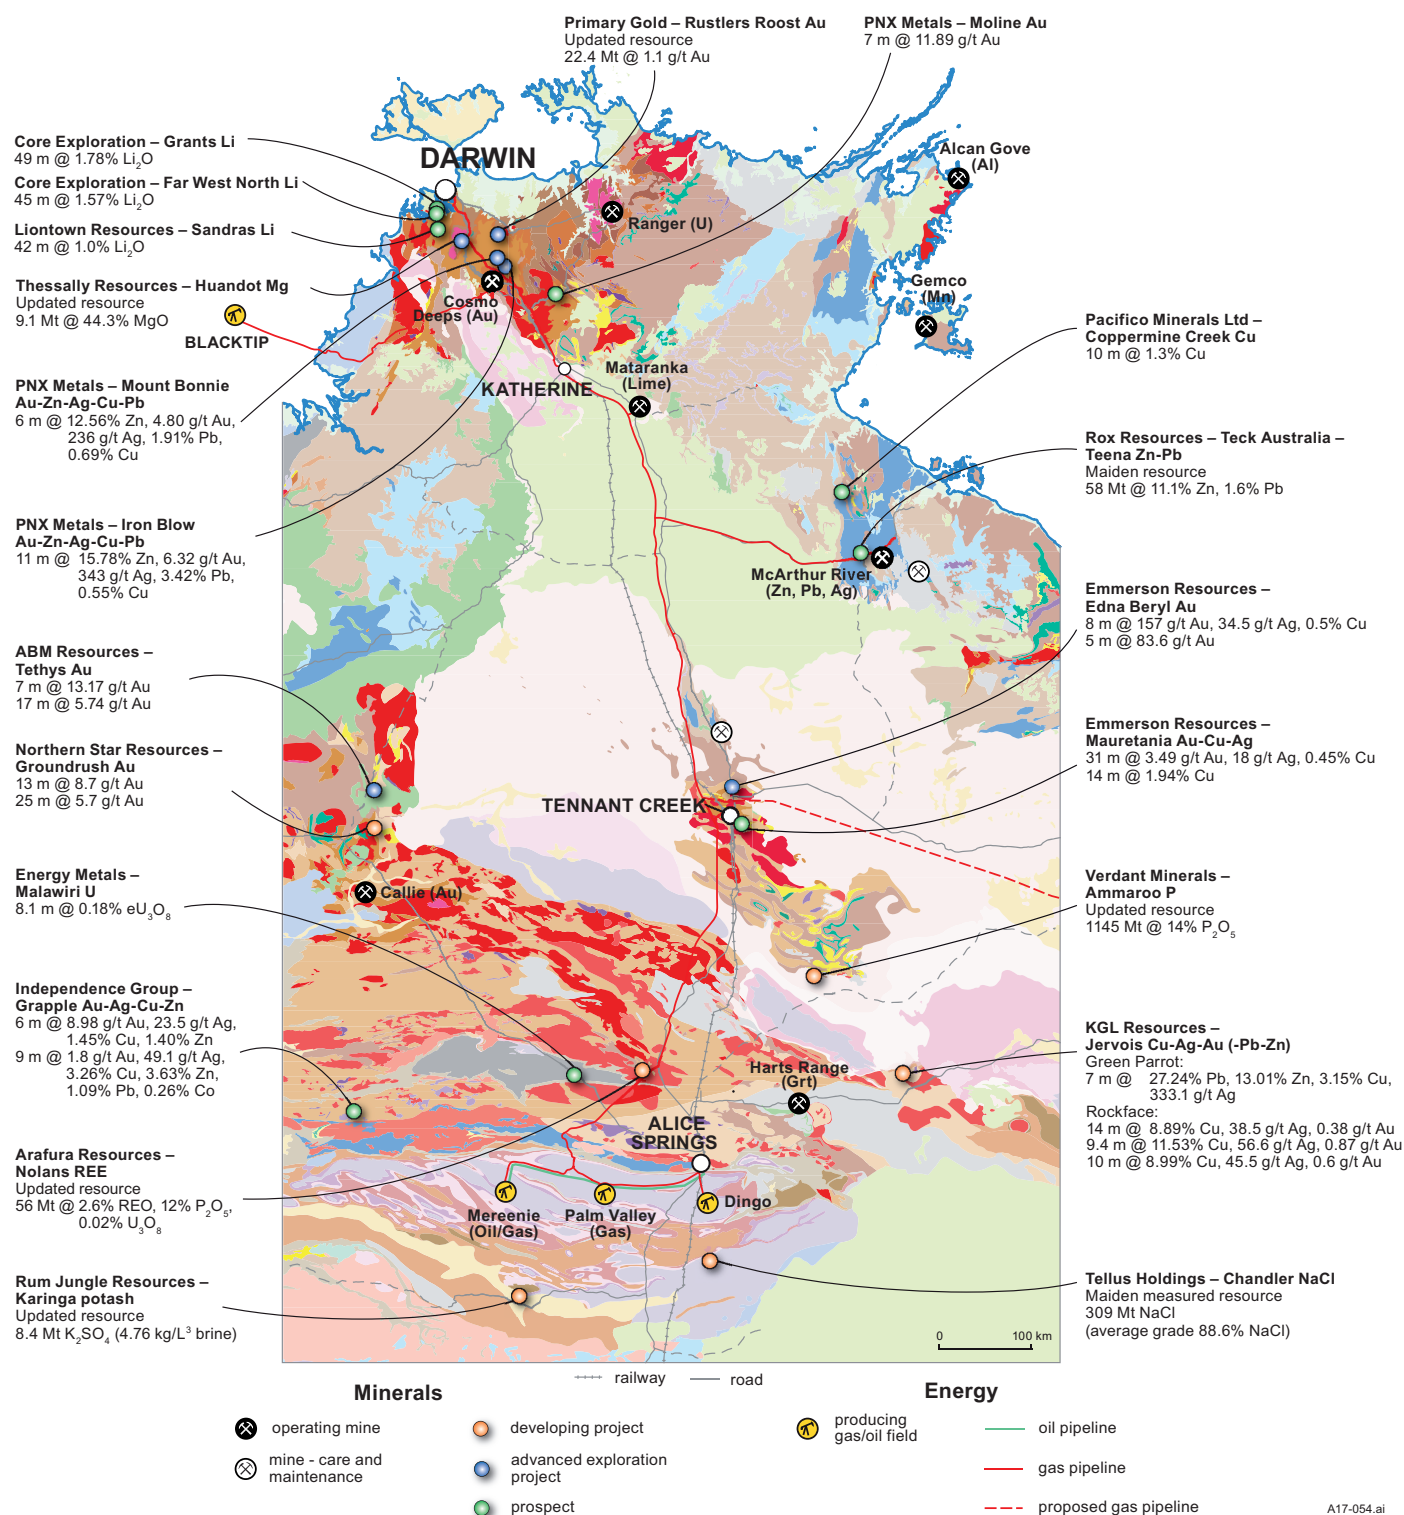 Primary Gold – Rustlers Roost Au
Updated resource
22.4 Mt @ 1.1 g/t Au
PNX Metals – Moline Au
7 m @ 11.89 g/t Au
Core Exploration – Grants Li
49 m @ 1.78% Li₂O
Core Exploration – Far West North Li
45 m @ 1.57% Li₂O
Liontown Resources – Sandras Li
42 m @ 1.0% Li₂O
Thessally Resources – Huandot Mg
Updated resource
9.1 Mt @ 44.3% MgO
BLACKTIP
PNX Metals – Mount Bonnie
Au-Zn-Ag-Cu-Pb
6 m @ 12.56% Zn, 4.80 g/t Au,
236 g/t Ag, 1.91% Pb,
0.69% Cu
PNX Metals – Iron Blow
Au-Zn-Ag-Cu-Pb
11 m @ 15.78% Zn, 6.32 g/t Au,
343 g/t Ag, 3.42% Pb,
0.55% Cu
ABM Resources –
Tethys Au
7 m @ 13.17 g/t Au
17 m @ 5.74 g/t Au
Northern Star Resources –
Groundrush Au
13 m @ 8.7 g/t Au
25 m @ 5.7 g/t Au
Energy Metals –
Malawiri U
8.1 m @ 0.18% eU₃O₈
Independence Group –
Grapple Au-Ag-Cu-Zn
6 m @ 8.98 g/t Au, 23.5 g/t Ag,
1.45% Cu, 1.40% Zn
9 m @ 1.8 g/t Au, 49.1 g/t Ag,
3.26% Cu, 3.63% Zn,
1.09% Pb, 0.26% Co
Arafura Resources –
Nolans REE
Updated resource
56 Mt @ 2.6% REO, 12% P₂O₅,
0.02% U₃O₈
Rum Jungle Resources –
Karinga potash
Updated resource
8.4 Mt K₂SO₄ (4.76 kg/L³ brine)
DARWIN
Ranger (U)
Alcan Gove
(Al)
Gemco
(Mn)
Cosmo
Deeps (Au)
KATHERINE
Mataranka
(Lime)
McArthur River
(Zn, Pb, Ag)
TENNANT CREEK
Callie (Au)
Harts Range
(Grt)
ALICE
SPRINGS
Mereenie
(Oil/Gas)
Palm Valley
(Gas)
Dingo
Pacifico Minerals Ltd –
Coppermine Creek Cu
10 m @ 1.3% Cu
Rox Resources – Teck Australia –
Teena Zn-Pb
Maiden resource
58 Mt @ 11.1% Zn, 1.6% Pb
Emmerson Resources –
Edna Beryl Au
8 m @ 157 g/t Au, 34.5 g/t Ag, 0.5% Cu
5 m @ 83.6 g/t Au
Emmerson Resources –
Mauretania Au-Cu-Ag
31 m @ 3.49 g/t Au, 18 g/t Ag, 0.45% Cu
14 m @ 1.94% Cu
Verdant Minerals –
Ammaroo P
Updated resource
1145 Mt @ 14% P₂O₅
KGL Resources –
Jervois Cu-Ag-Au (-Pb-Zn)
Green Parrot:
7 m @ 27.24% Pb, 13.01% Zn, 3.15% Cu,
333.1 g/t Ag
Rockface:
14 m @ 8.89% Cu, 38.5 g/t Ag, 0.38 g/t Au
9.4 m @ 11.53% Cu, 56.6 g/t Ag, 0.87 g/t Au
10 m @ 8.99% Cu, 45.5 g/t Ag, 0.6 g/t Au
Tellus Holdings – Chandler NaCl
Maiden measured resource
309 Mt NaCl
(average grade 88.6% NaCl)
0 100 km
railway
road
Minerals
operating mine
mine - care and
maintenance
developing project
advanced exploration
project
prospect
Energy
producing
gas/oil field
oil pipeline
gas pipeline
proposed gas pipeline
A17-054.ai